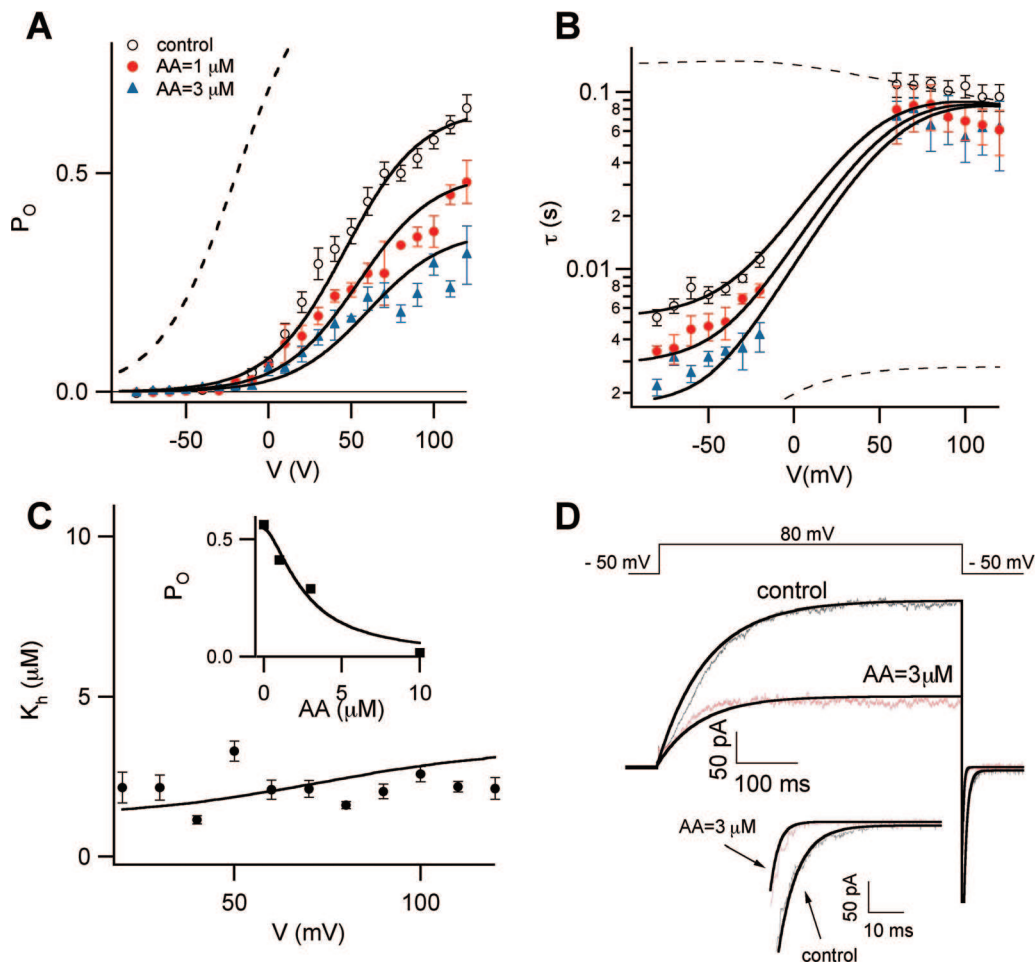 A
control
AA=1 μM
AA=3 μM
0.5
0.0
P_O
-50
0
50
100
V (V)
B
0.1
8
6
4
2
0.01
8
6
4
2
τ (s)
-50
0
50
100
V(mV)
C
10
5
0
K_h (μM)
50
100
V (mV)
0.5
0.0
P_O
0
5
10
AA (μM)
D
80 mV
- 50 mV
- 50 mV
control
AA=3μM
50 pA
100 ms
AA=3 μM
50 pA
10 ms
control